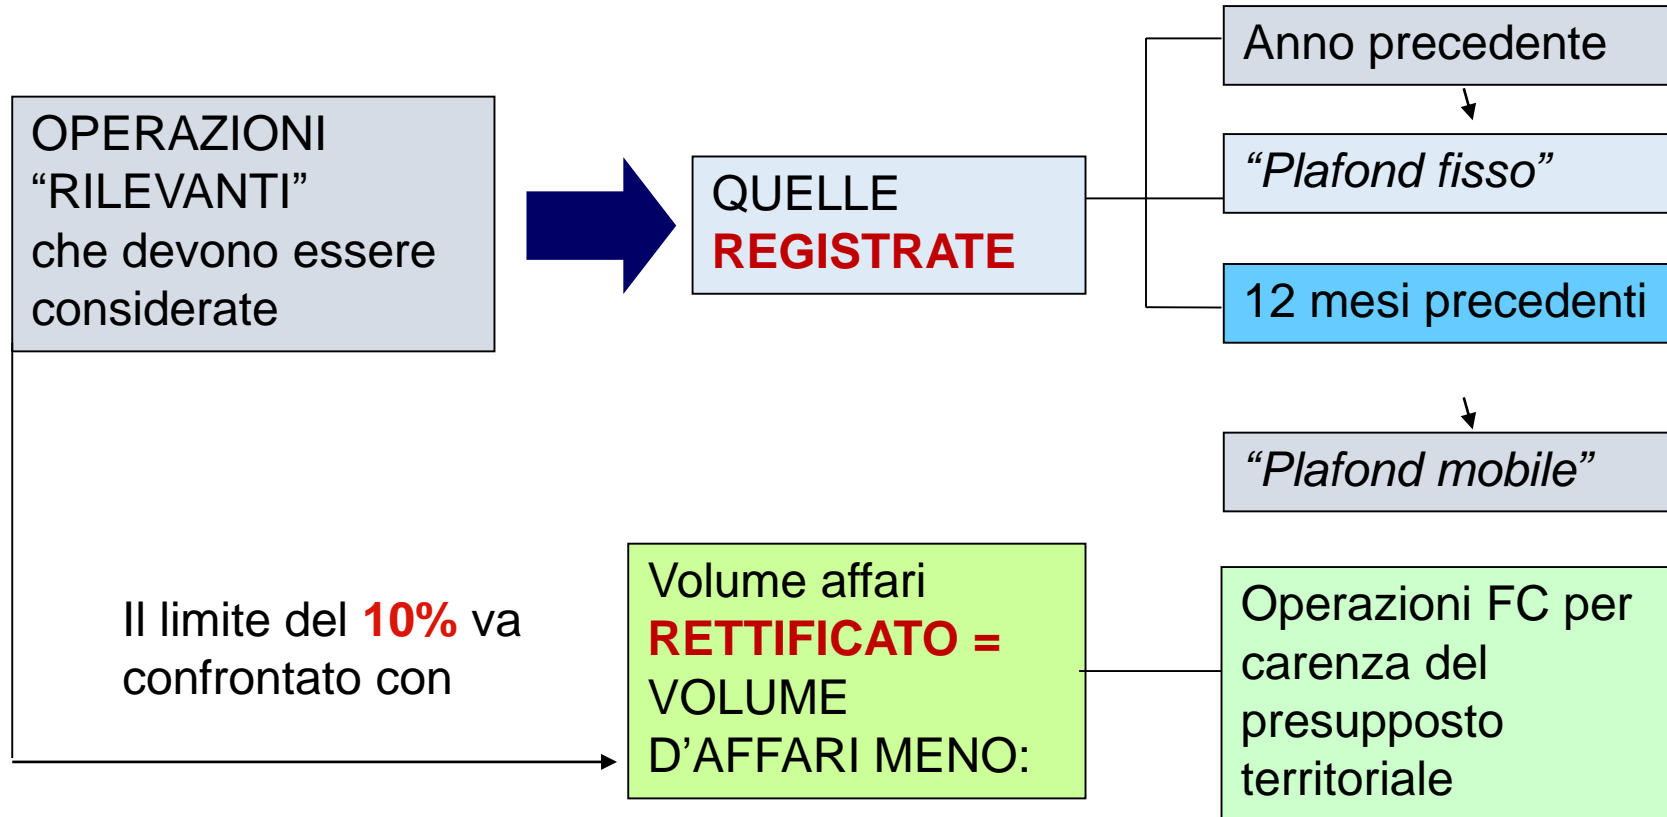 OPERAZIONI
“RILEVANTI”
che devono essere
considerate
QUELLE
REGISTRATE
Anno precedente
“Plafond fisso”
12 mesi precedenti
“Plafond mobile”
Il limite del 10% va
confrontato con
Volume affari
RETTIFICATO =
VOLUME
D’AFFARI MENO:
Operazioni FC per
carenza del
presupposto
territoriale